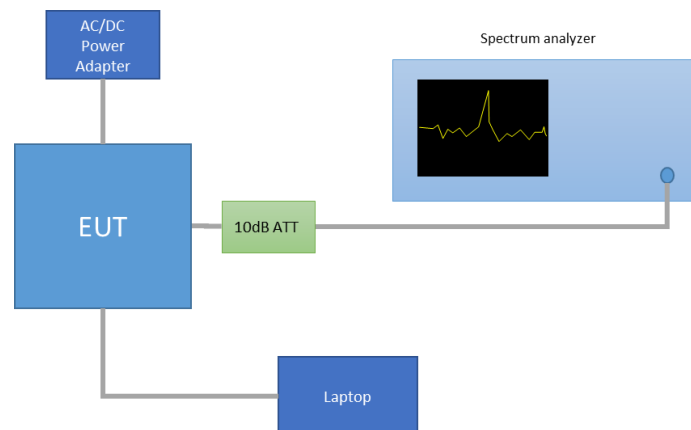 AC/DC
Power
Adapter
Spectrum analyzer
EUT
10dB ATT
Laptop